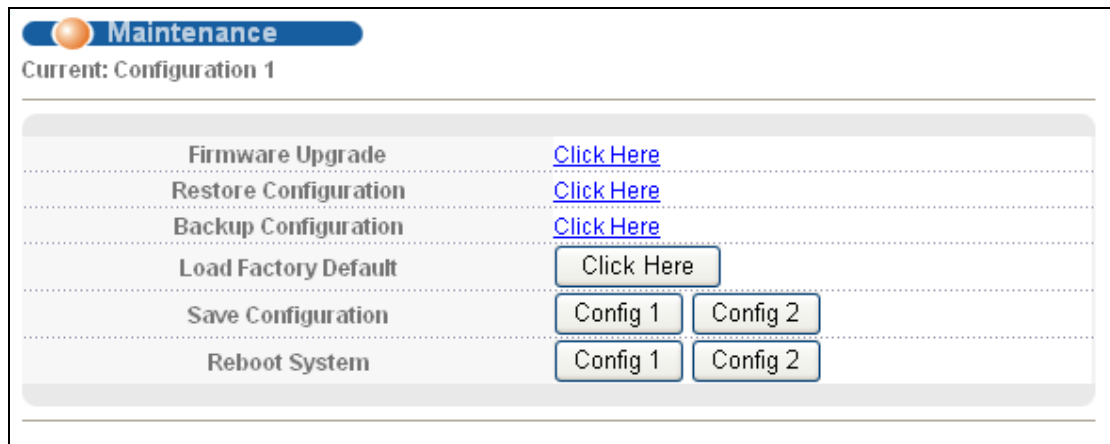 Maintenance
Current: Configuration 1
Firmware Upgrade Click Here
Restore Configuration Click Here
Backup Configuration Click Here
Load Factory Default Click Here
Save Configuration Config 1 Config 2
Reboot System Config 1 Config 2